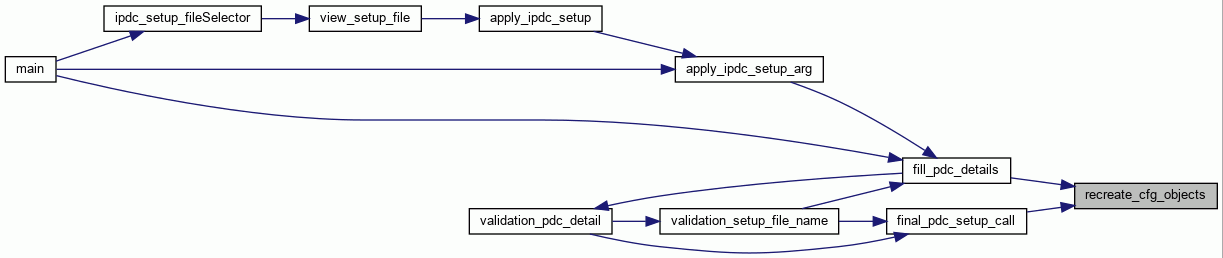 ipdc_setup_fileSelector
view_setup_file
apply_ipdc_setup
main
apply_ipdc_setup_arg
fill_pdc_details
recreate_cfg_objects
validation_pdc_detail
validation_setup_file_name
final_pdc_setup_call